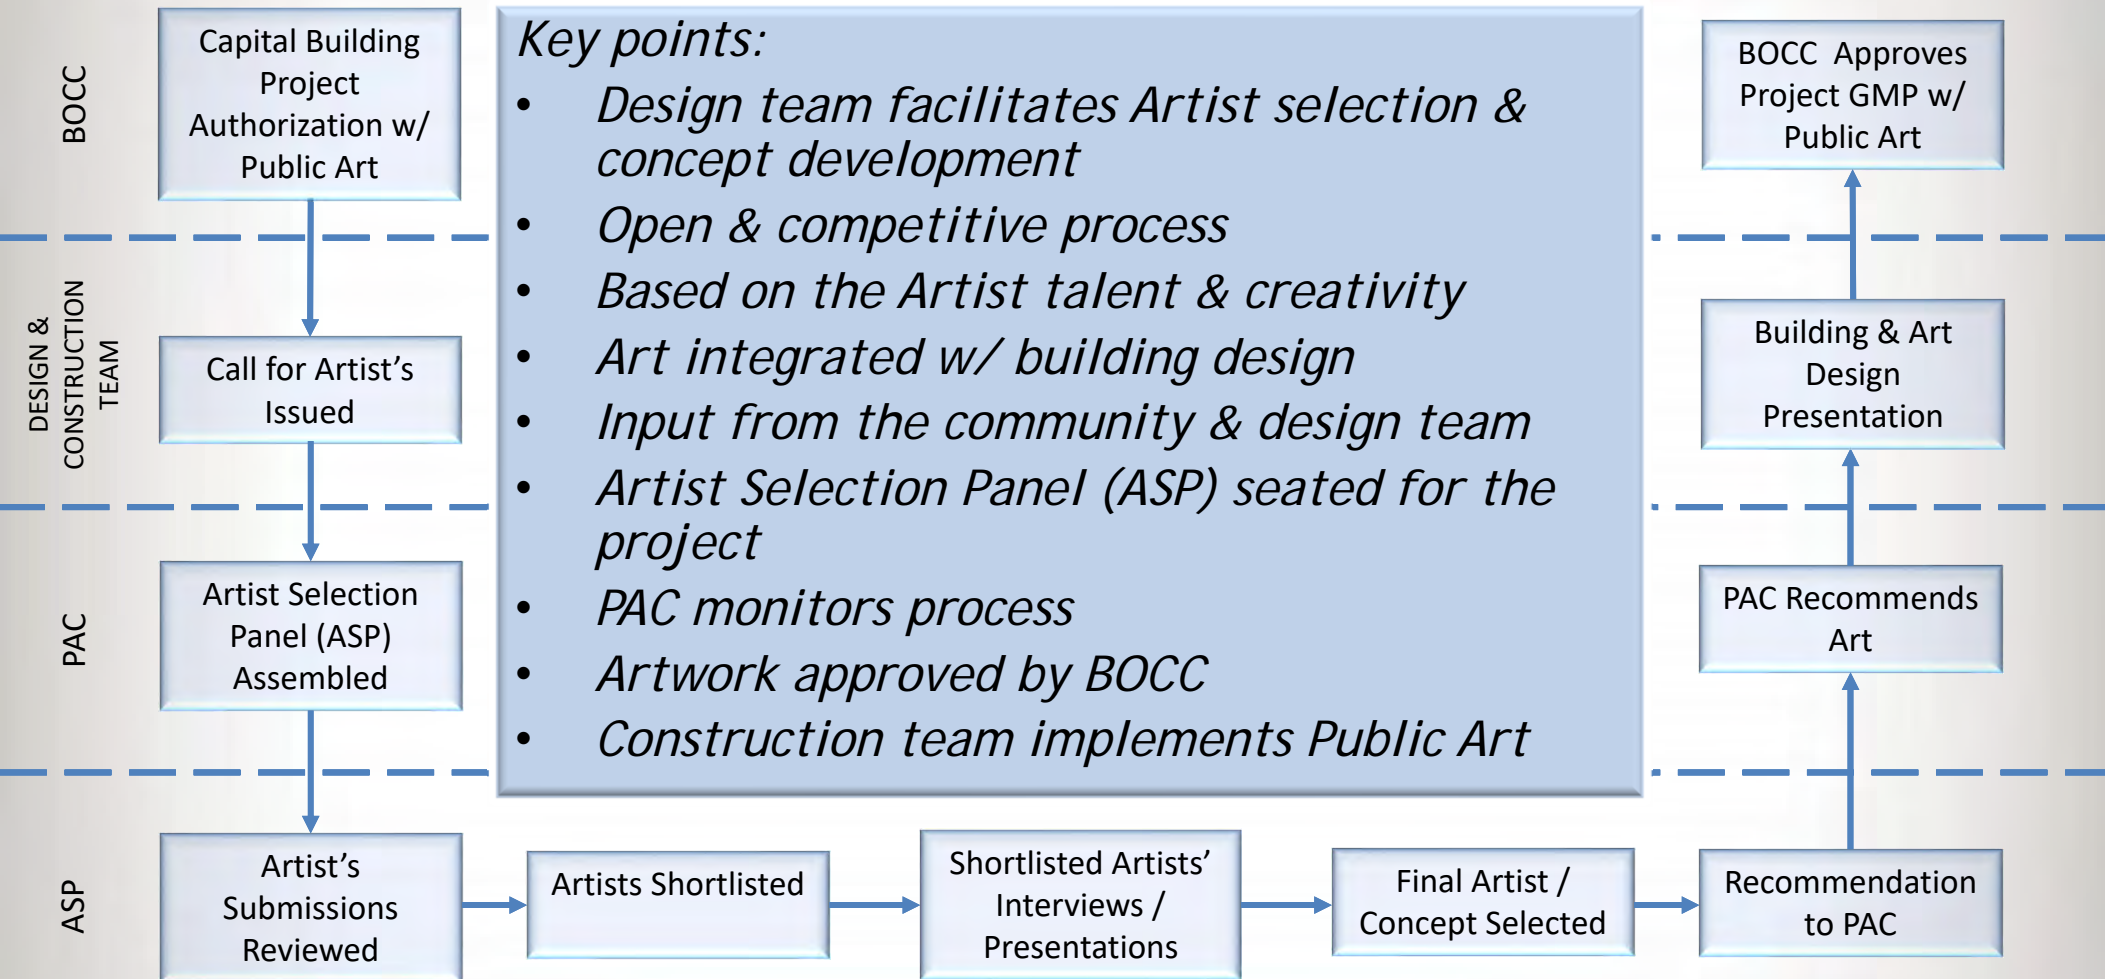 BOCC
Capital Building
Project
Authorization w/
Public Art
DESIGN &
CONSTRUCTION
TEAM
Call for Artist’s
Issued
PAC
Artist Selection
Panel (ASP)
Assembled
ASP
Artist’s
Submissions
Reviewed
Artists Shortlisted
Shortlisted Artists’
Interviews /
Presentations
Final Artist /
Concept Selected
Recommendation
to PAC
PAC Recommends
Art
Building & Art
Design
Presentation
BOCC Approves
Project GMP w/
Public Art
Key points:
• Design team facilitates Artist selection &
concept development
• Open & competitive process
• Based on the Artist talent & creativity
• Art integrated w/ building design
• Input from the community & design team
• Artist Selection Panel (ASP) seated for the
project
• PAC monitors process
• Artwork approved by BOCC
• Construction team implements Public Art